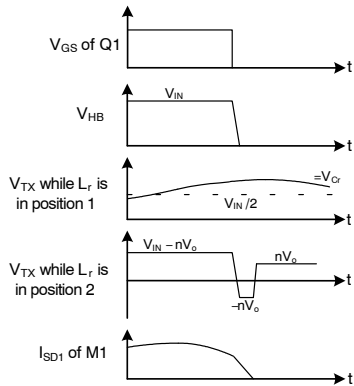 V_GS of Q1
t
V_IN
V_HB
t
=V_Cr
V_TX while L_r is
in position 1
V_IN/2
t
V_IN – nV_o
nV_o
V_TX while L_r is
in position 2
–nV_o
t
I_SD1 of M1
t